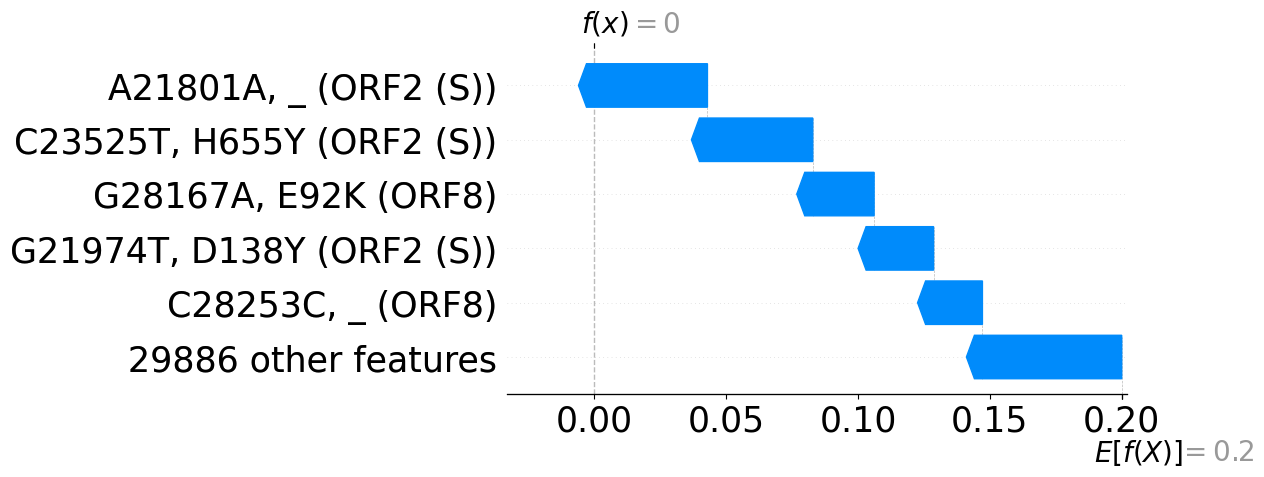 f(x) = 0
A21801A, _ (ORF2 (S))
C23525T, H655Y (ORF2 (S))
G28167A, E92K (ORF8)
G21974T, D138Y (ORF2 (S))
C28253C, _ (ORF8)
29886 other features
0.00 0.05 0.10 0.15 0.20
E[f(X)] = 0.2